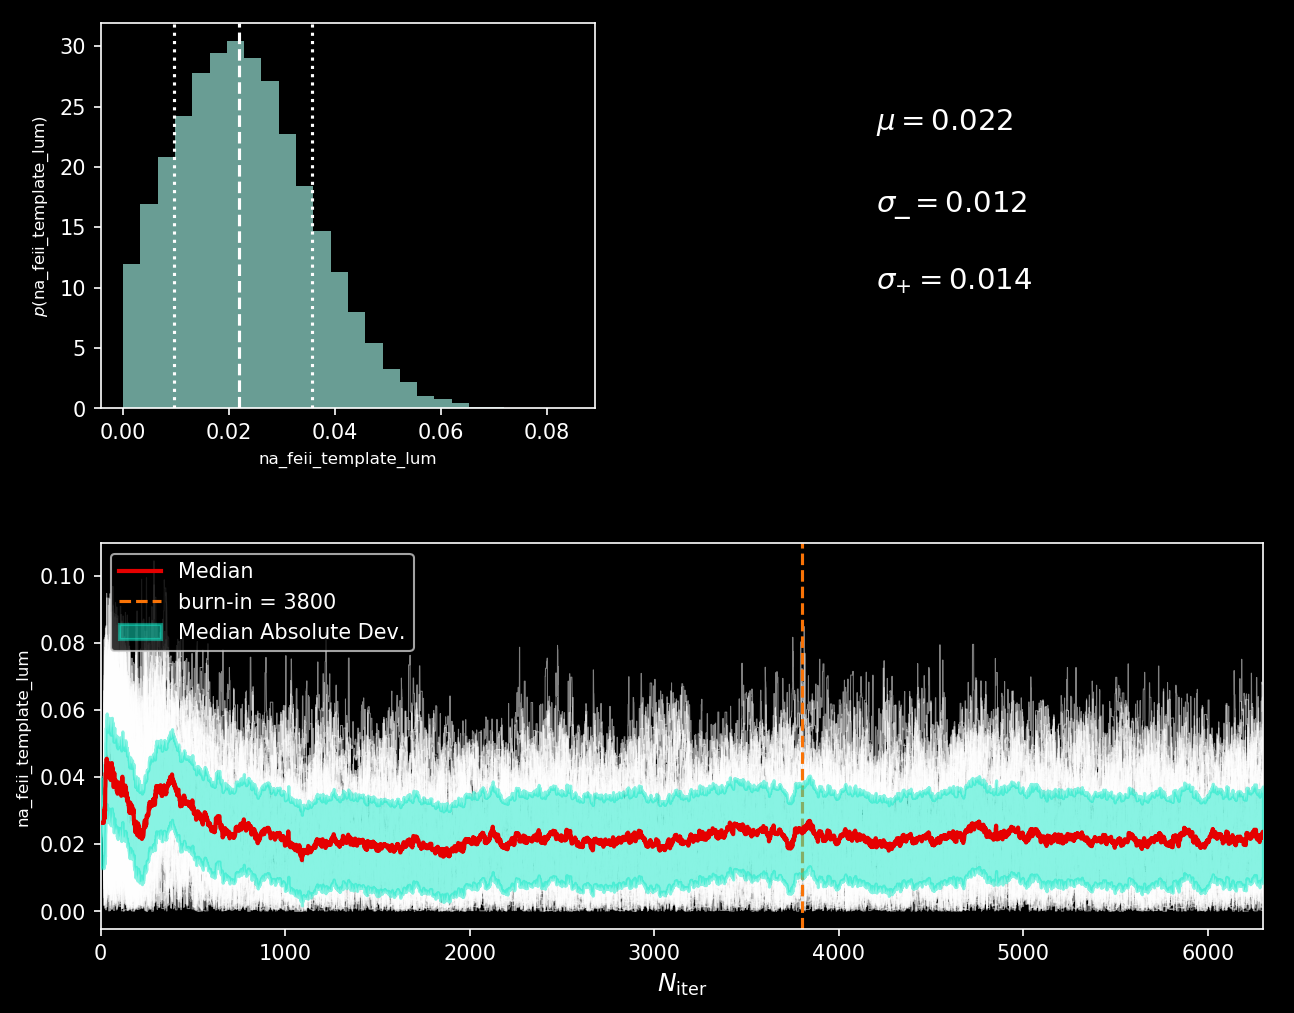 30
25
20
15
10
5
0
p(na_feii_template_lum)
0.00 0.02 0.04 0.06 0.08
na_feii_template_lum
μ = 0.022
σ₋ = 0.012
σ₊ = 0.014
Median
burn-in = 3800
Median Absolute Dev.
0.10
0.08
0.06
0.04
0.02
0.00
na_feii_template_lum
0 1000 2000 3000 4000 5000 6000
N_iter